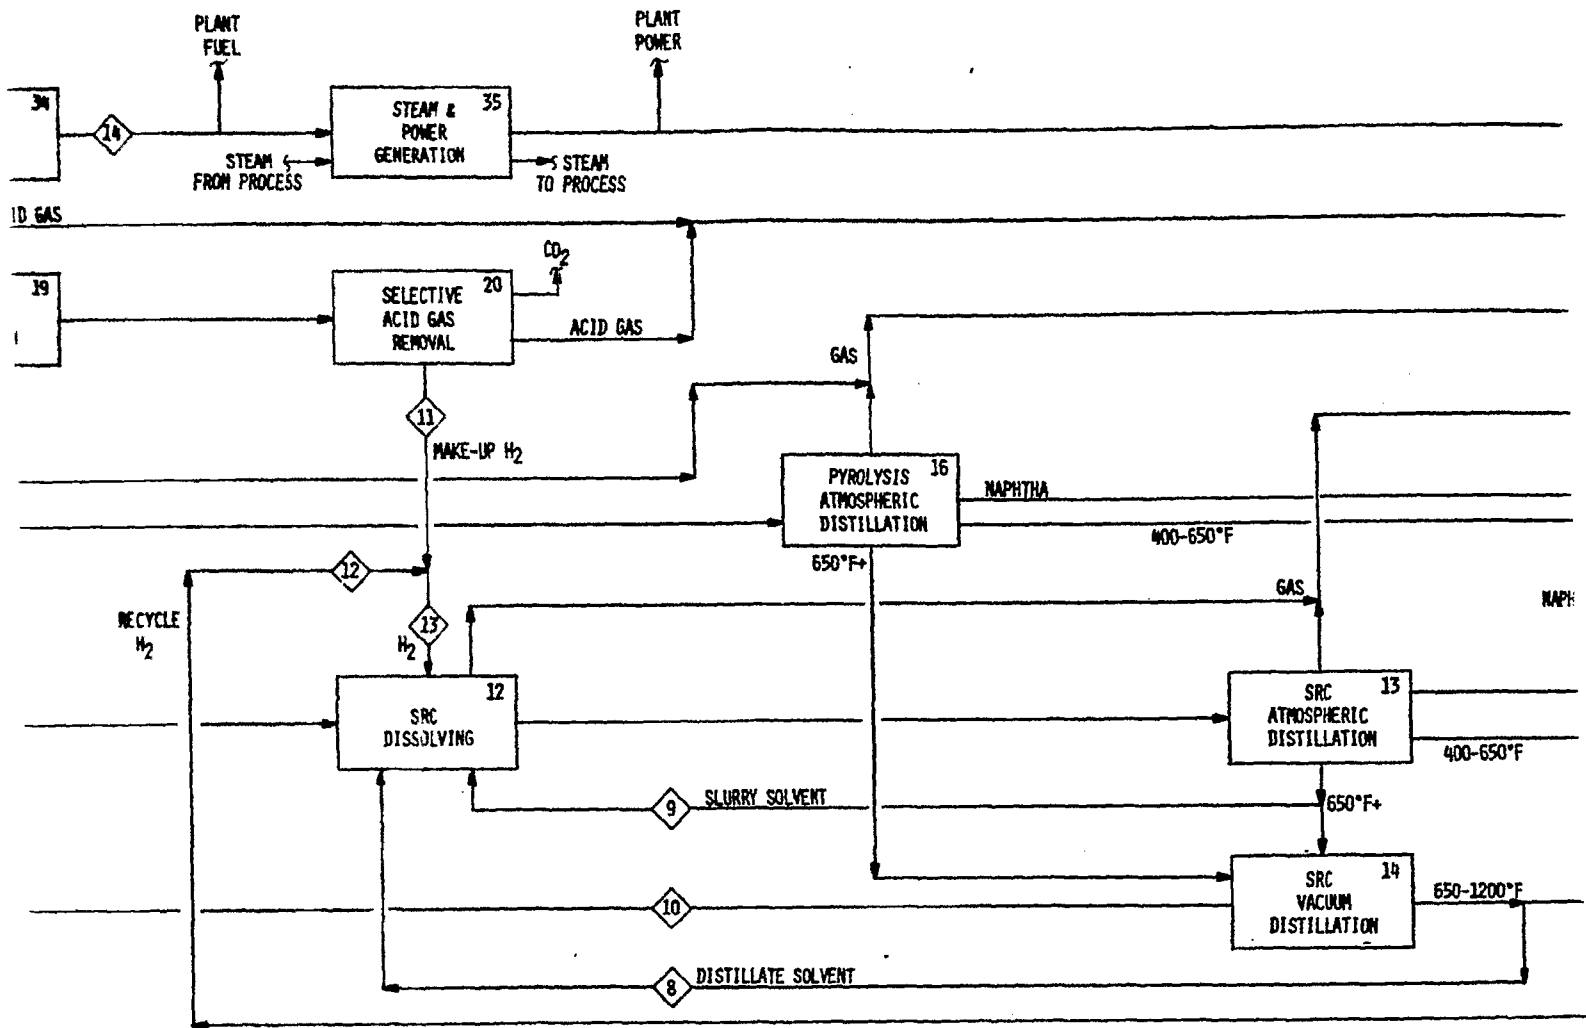 PLANT
FUEL
PLANT
POWER
34
14
STEAM &
POWER
GENERATION
35
STEAM
FROM PROCESS
STEAM
TO PROCESS
ID GAS
CO2
19
SELECTIVE
ACID GAS
REMOVAL
20
ACID GAS
GAS
11
MAKE-UP H2
PYROLYSIS
ATMOSPHERIC
DISTILLATION
16
NAPHTHA
400-650°F
650°F+
12
GAS
NAPH
RECYCLE
H2
13
H2
SRC
DISSOLVING
12
SRC
ATMOSPHERIC
DISTILLATION
13
400-650°F
9
SLURRY SOLVENT
650°F+
SRC
VACUUM
DISTILLATION
14
650-1200°F
10
8
DISTILLATE SOLVENT